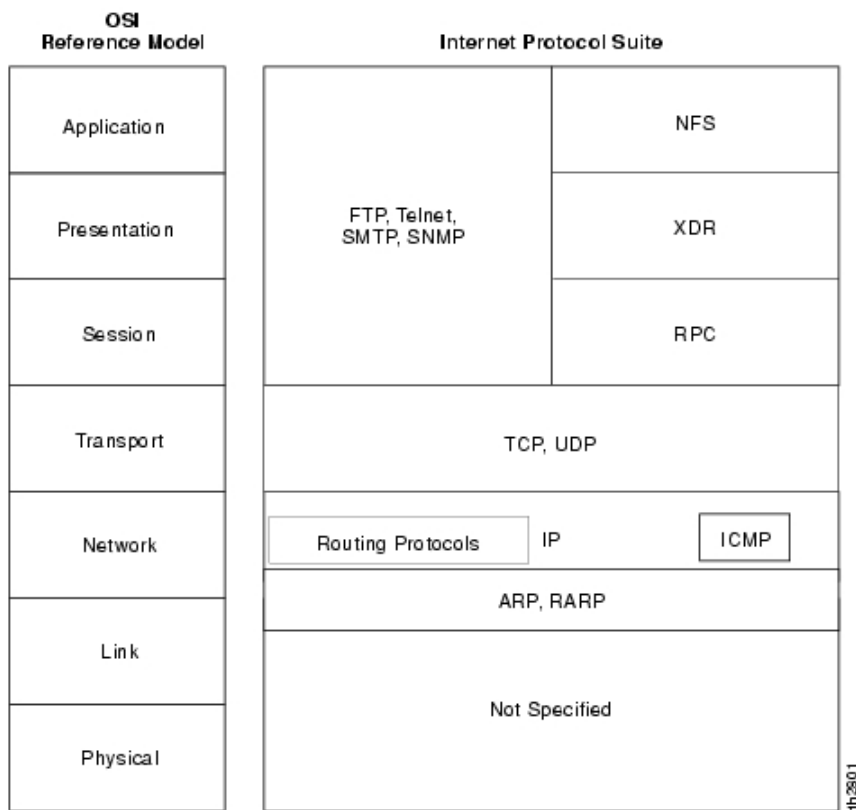 OSI
Reference Model
Internet Protocol Suite
Application
NFS
FTP, Telnet,
SMTP, SNMP
Presentation
XDR
Session
RPC
Transport
TCP, UDP
Network
Routing Protocols
IP
ICMP
ARP, RARP
Link
Not Specified
Physical